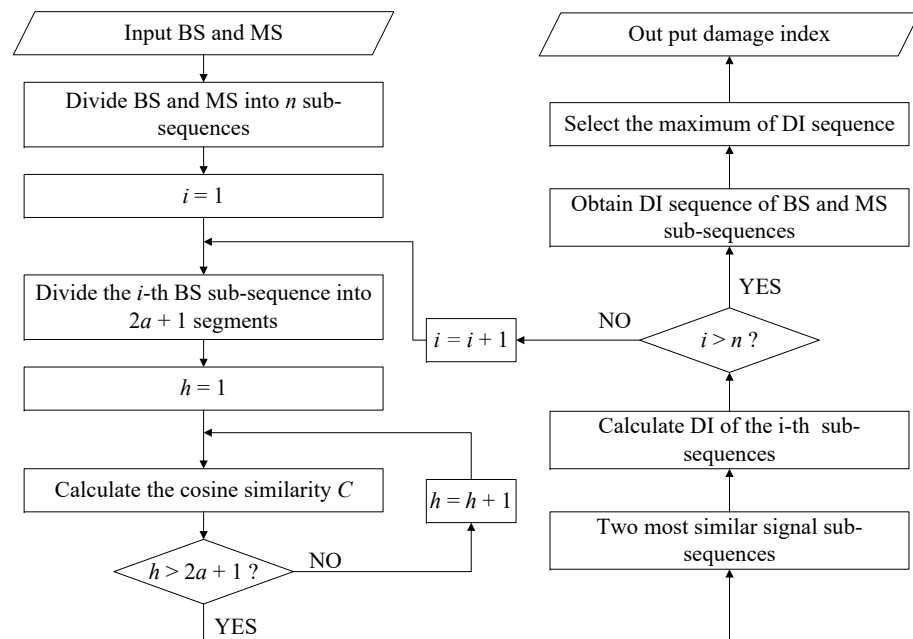 Input BS and MS
Divide BS and MS into n sub-
sequences
i = 1
Divide the i-th BS sub-sequence into
2a + 1 segments
h = 1
Calculate the cosine similarity C
h > 2a + 1 ?
NO
h = h + 1
YES
Two most similar signal sub-
sequences
Calculate DI of the i-th sub-
sequences
i > n ?
NO
i = i + 1
YES
Obtain DI sequence of BS and MS
sub-sequences
Select the maximum of DI sequence
Out put damage index